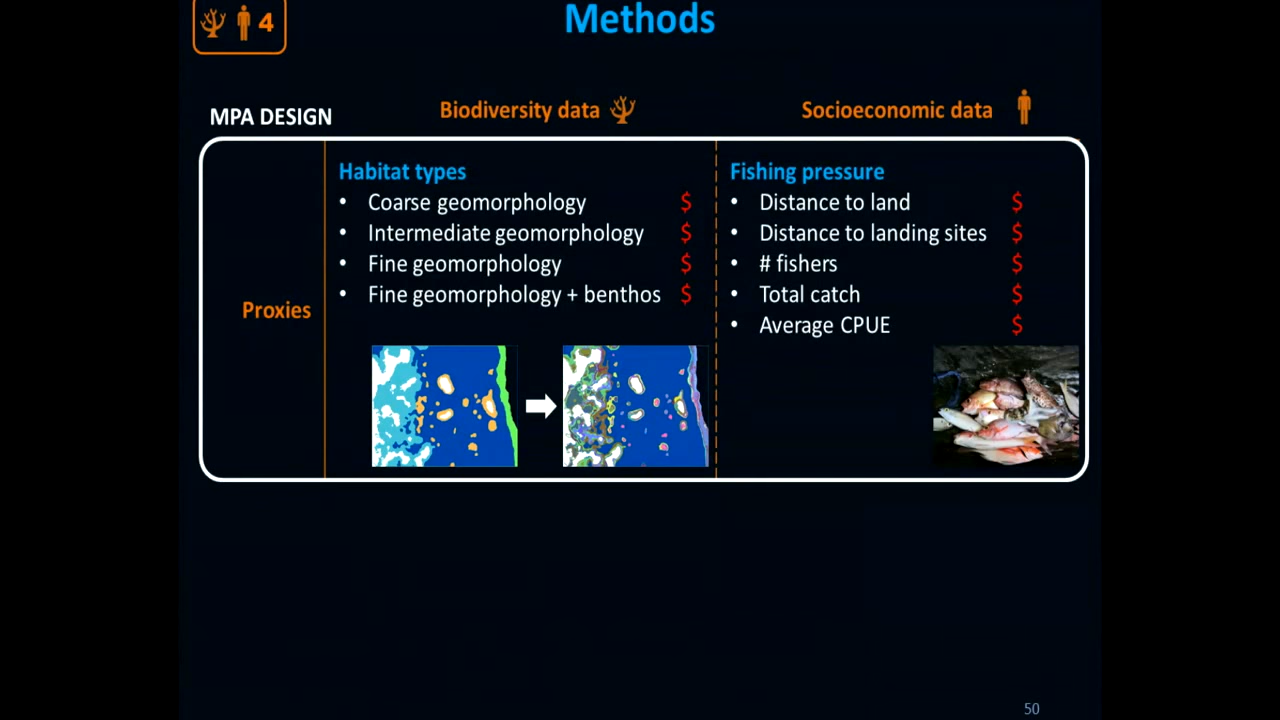 4
Methods
MPA DESIGN
Biodiversity data
Socioeconomic data
Proxies
Habitat types
• Coarse geomorphology $
• Intermediate geomorphology $
• Fine geomorphology $
• Fine geomorphology + benthos $
Fishing pressure
• Distance to land $
• Distance to landing sites $
• # fishers $
• Total catch $
• Average CPUE $
50